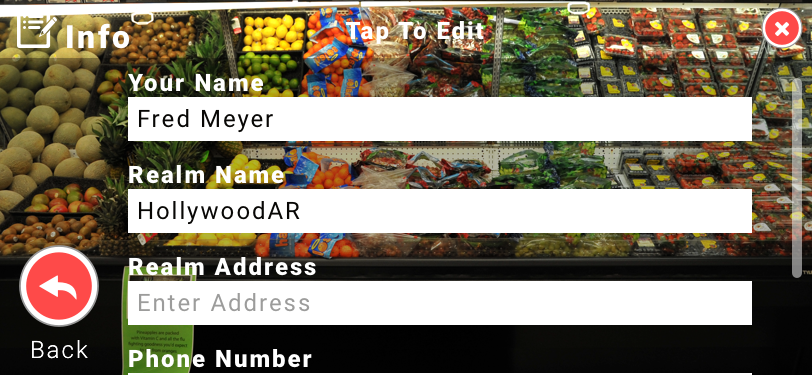 Info
Tap To Edit
Your Name
Fred Meyer
Realm Name
HollywoodAR
Realm Address
Enter Address
Back
Phone Number